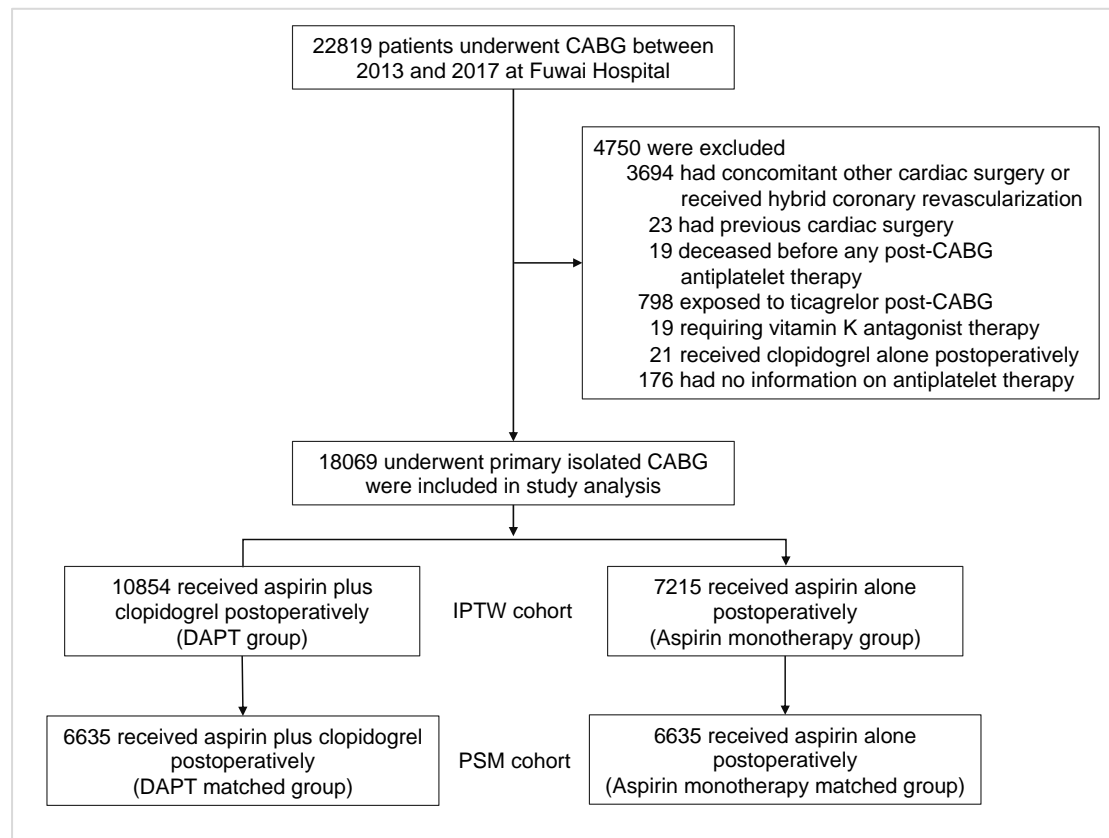 22819 patients underwent CABG between
2013 and 2017 at Fuwai Hospital
4750 were excluded
3694 had concomitant other cardiac surgery or
received hybrid coronary revascularization
23 had previous cardiac surgery
19 deceased before any post-CABG
antiplatelet therapy
798 exposed to ticagrelor post-CABG
19 requiring vitamin K antagonist therapy
21 received clopidogrel alone postoperatively
176 had no information on antiplatelet therapy
18069 underwent primary isolated CABG
were included in study analysis
10854 received aspirin plus
clopidogrel postoperatively
(DAPT group)
IPTW cohort
7215 received aspirin alone
postoperatively
(Aspirin monotherapy group)
6635 received aspirin plus clopidogrel
postoperatively
(DAPT matched group)
PSM cohort
6635 received aspirin alone
postoperatively
(Aspirin monotherapy matched group)